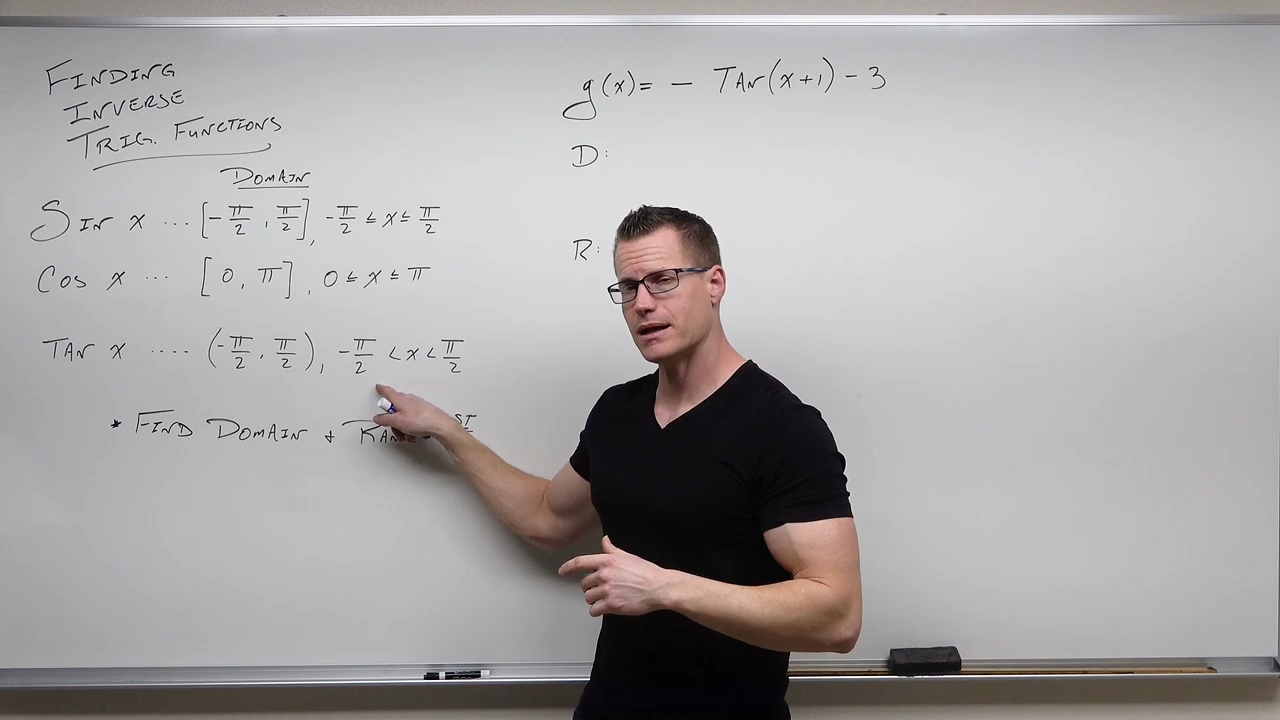 FINDING
INVERSE
TRIG. FUNCTIONS
DOMAIN
SIN x ... [-π/2, π/2], -π/2 ≤ x ≤ π/2
COS x ... [0, π], 0 ≤ x ≤ π
TAN x .... (-π/2, π/2), -π/2 < x < π/2
* FIND DOMAIN +
g(x) = - TAN(x+1) - 3
D:
R: